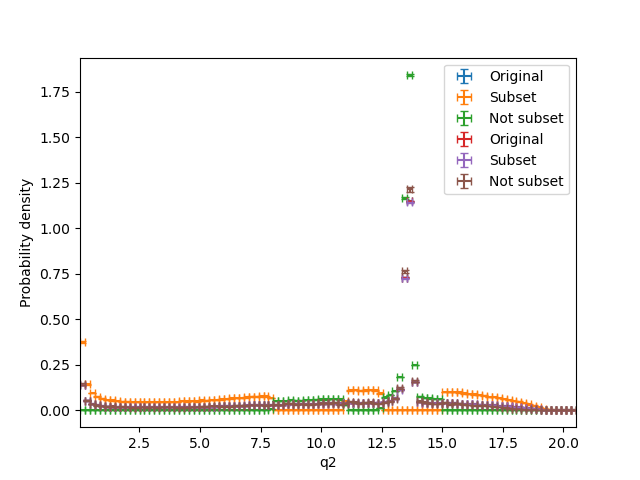 Original
Subset
Not subset
Original
Subset
Not subset
Probability density
1.75
1.50
1.25
1.00
0.75
0.50
0.25
0.00
2.5 5.0 7.5 10.0 12.5 15.0 17.5 20.0
q2